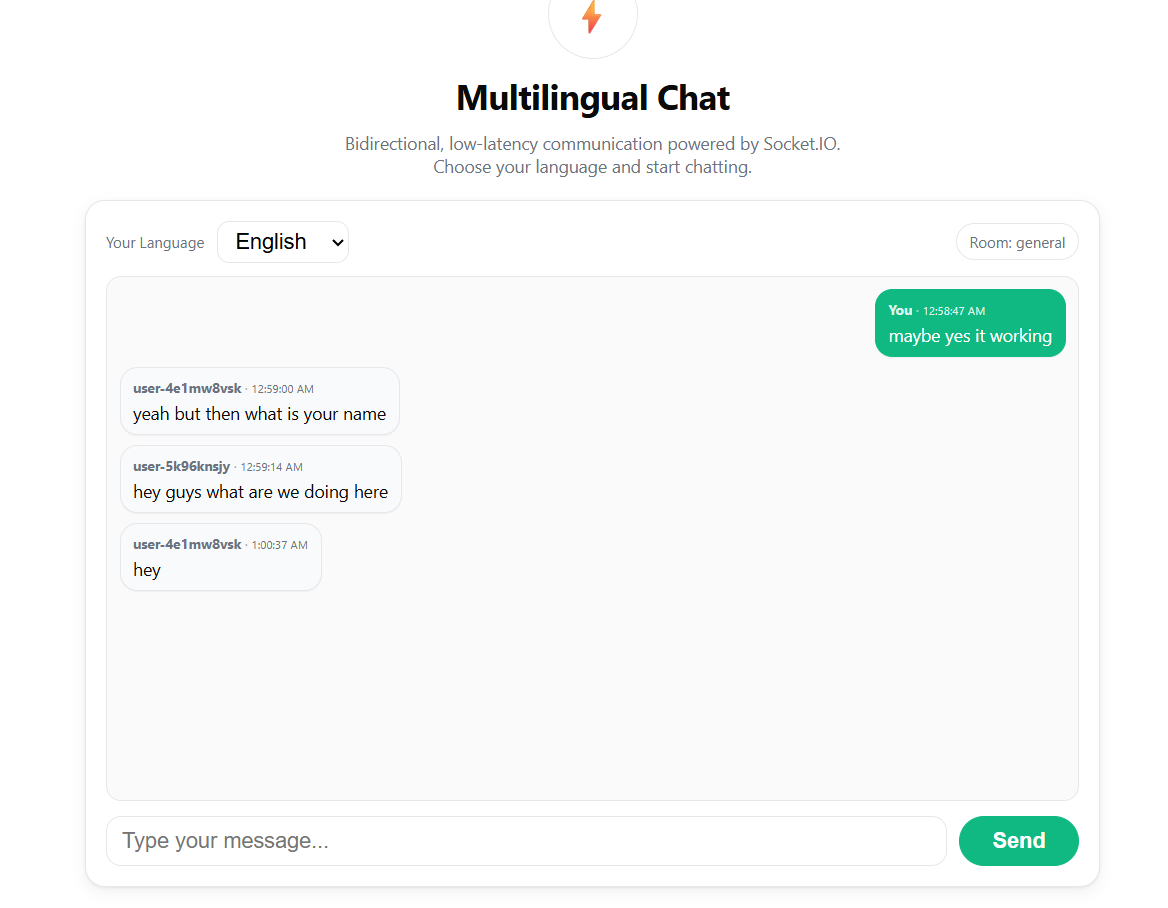 Multilingual Chat
Bidirectional, low-latency communication powered by Socket.IO.
Choose your language and start chatting.
Your Language English Room: general
You · 12:58:47 AM
maybe yes it working
user-4e1mw8vsk · 12:59:00 AM
yeah but then what is your name
user-5k96knsjy · 12:59:14 AM
hey guys what are we doing here
user-4e1mw8vsk · 1:00:37 AM
hey
Type your message... Send